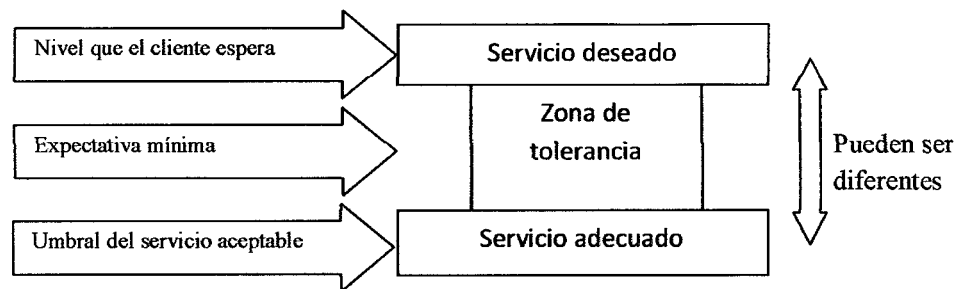 Nivel que el cliente espera
Servicio deseado
Expectativa mínima
Zona de
tolerancia
Pueden ser
diferentes
Umbral del servicio aceptable
Servicio adecuado